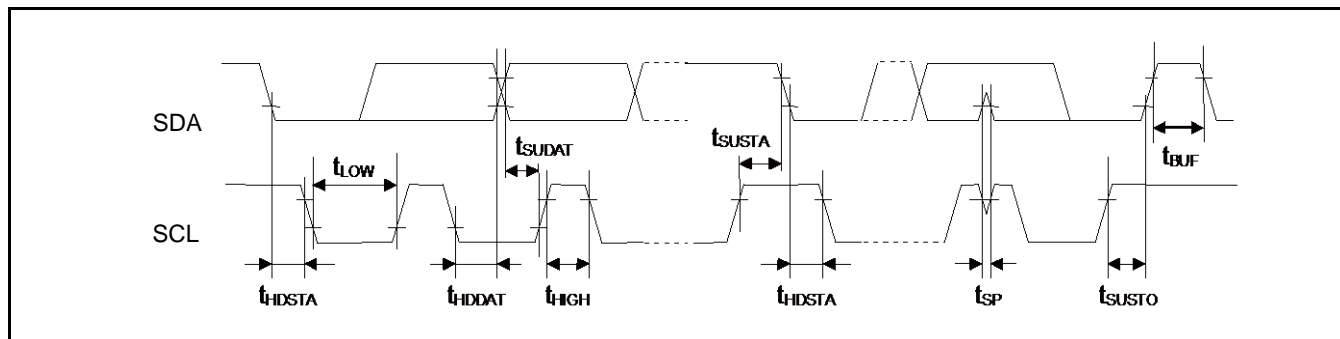 SDA
tSUDAT
tSUSTA
tLOW
tBUF
SCL
tHDSTA
tHDDAT
tHIGH
tHDSTA
tSP
tSUSTO